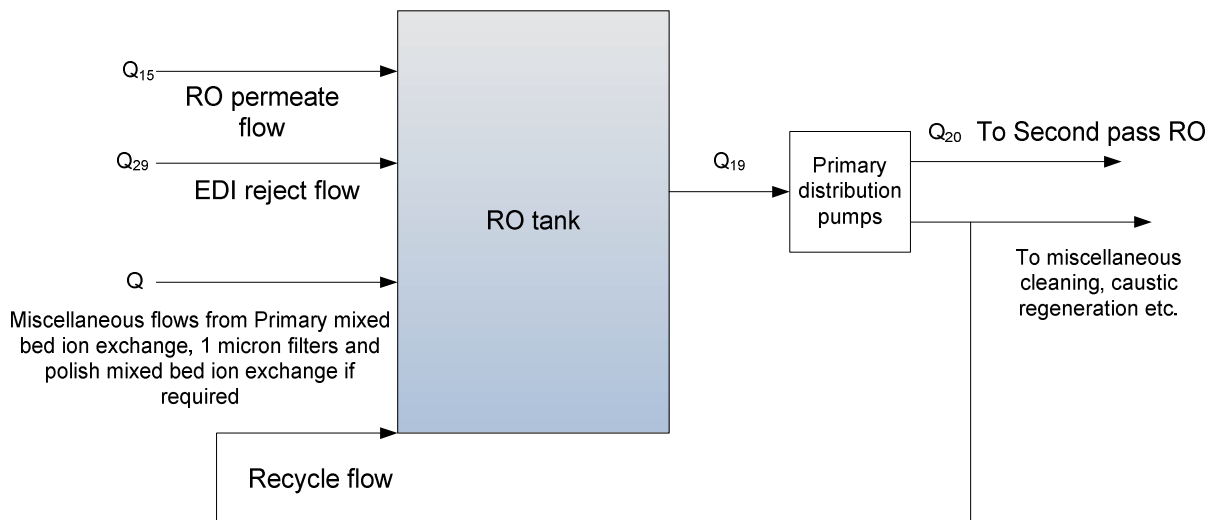 Q15
RO permeate
flow
Q29
EDI reject flow
Q
Miscellaneous flows from Primary mixed
bed ion exchange, 1 micron filters and
polish mixed bed ion exchange if
required
Recycle flow
RO tank
Q19
Primary
distribution
pumps
Q20 To Second pass RO
To miscellaneous
cleaning, caustic
regeneration etc.